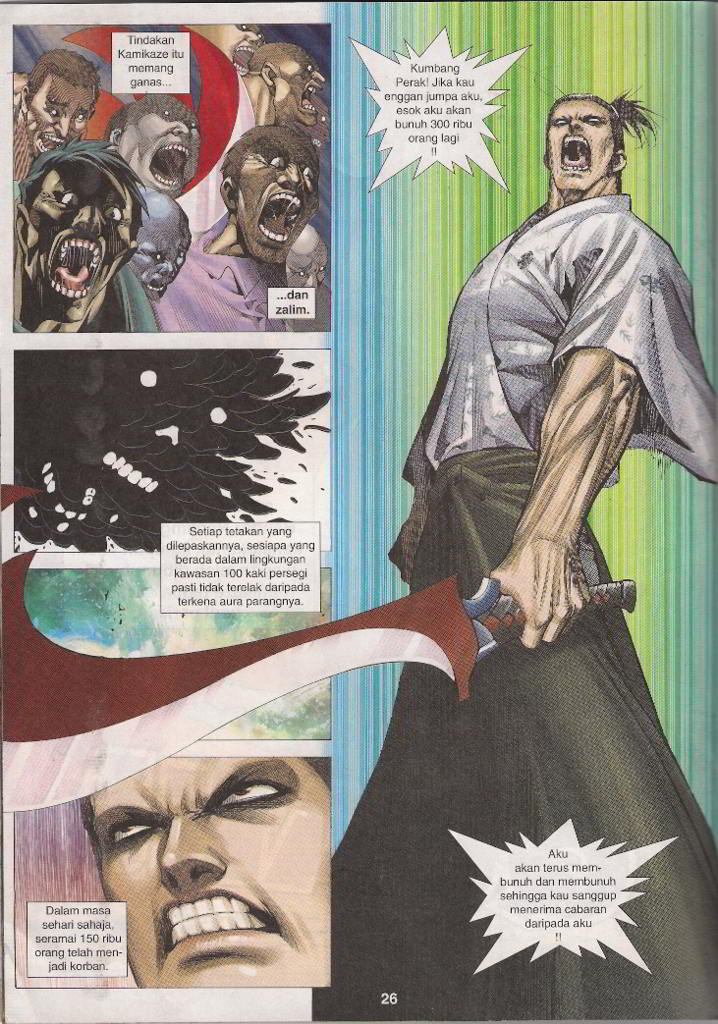 Tindakan
Kamikaze itu
memang
ganas...
...dan
zalim.
Setiap tetakan yang
dilepaskannya, sesiapa yang
berada dalam lingkungan
kawasan 100 kaki persegi
pasti tidak terelak daripada
terkena aura parangnya.
Dalam masa
sehari sahaja,
seramai 150 ribu
orang telah men-
jadi korban.
Kumbang
Perak! Jika kau
enggan jumpa aku,
esok aku akan
bunuh 300 ribu
orang lagi
!!
Aku
akan terus mem-
bunuh dan membunuh
sehingga kau sanggup
menerima cabaran
daripada aku
!!
26